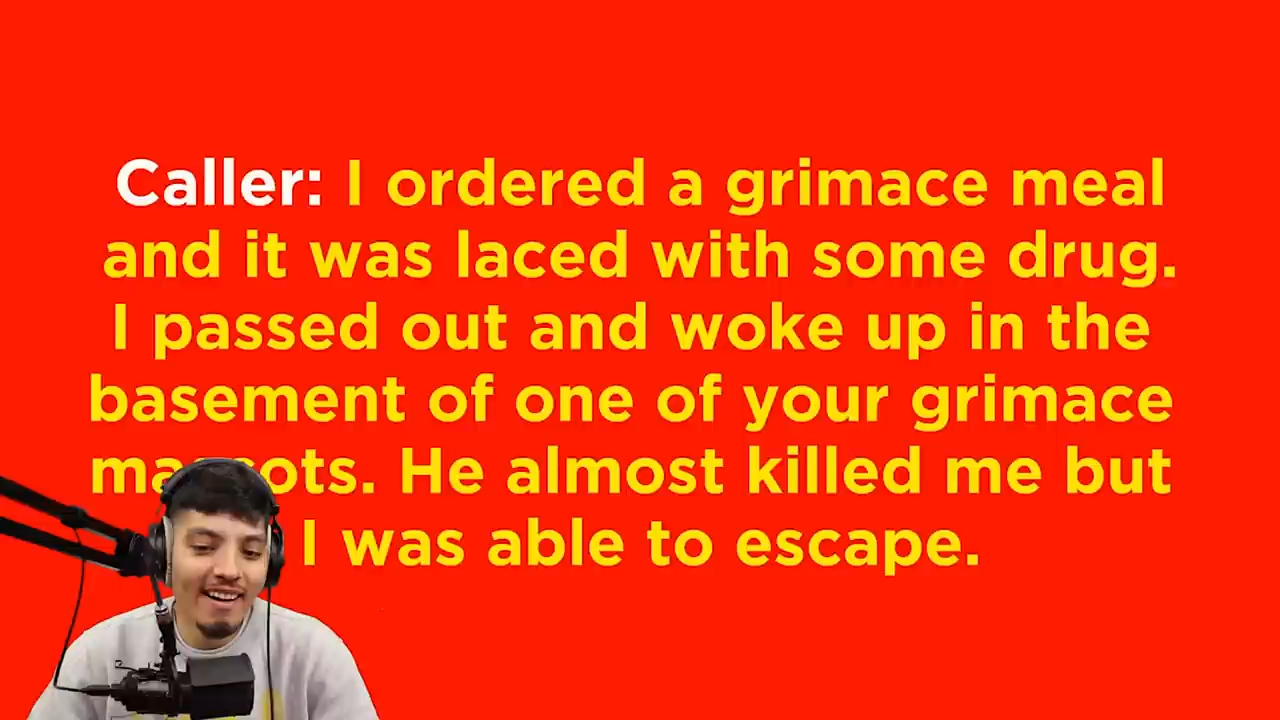 Caller: I ordered a grimace meal
and it was laced with some drug.
I passed out and woke up in the
basement of one of your grimace
mascots. He almost killed me but
I was able to escape.